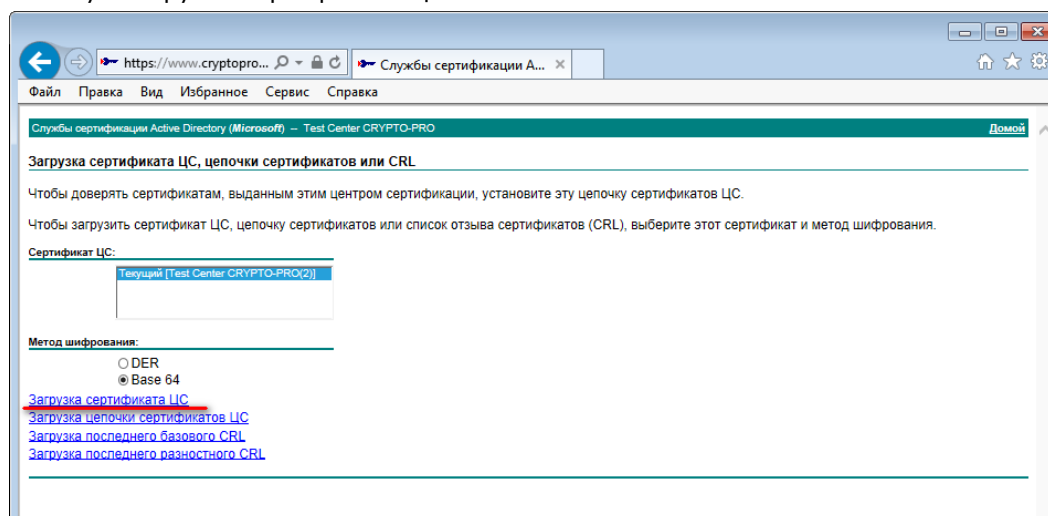 https://www.cryptopro...
Службы сертификации A...
Файл Правка Вид Избранное Сервис Справка
Службы сертификации Active Directory (Microsoft) – Test Center CRYPTO-PRO Домой
Загрузка сертификата ЦС, цепочки сертификатов или CRL
Чтобы доверять сертификатам, выданным этим центром сертификации, установите эту цепочку сертификатов ЦС.
Чтобы загрузить сертификат ЦС, цепочку сертификатов или список отзыва сертификатов (CRL), выберите этот сертификат и метод шифрования.
Сертификат ЦС:
Текущий [Test Center CRYPTO-PRO(2)]
Метод шифрования:
DER
Base 64
Загрузка сертификата ЦС
Загрузка цепочки сертификатов ЦС
Загрузка последнего базового CRL
Загрузка последнего разностного CRL